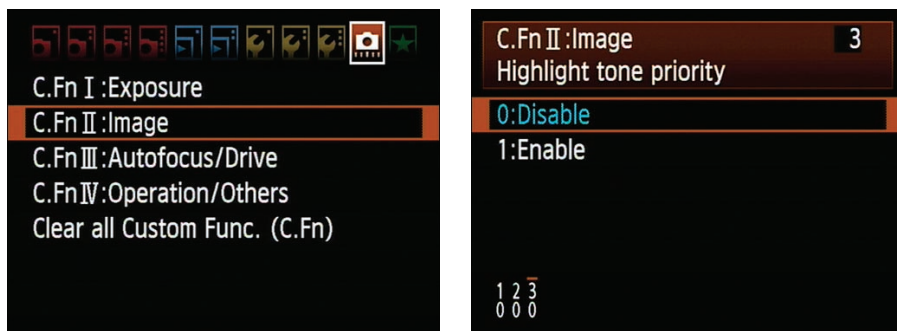 C.Fn I :Exposure
C.Fn II :Image
C.Fn III :Autofocus/Drive
C.Fn IV :Operation/Others
Clear all Custom Func. (C.Fn)
C.Fn II :Image 3
Highlight tone priority
0:Disable
1:Enable
1 2 3
0 0 0